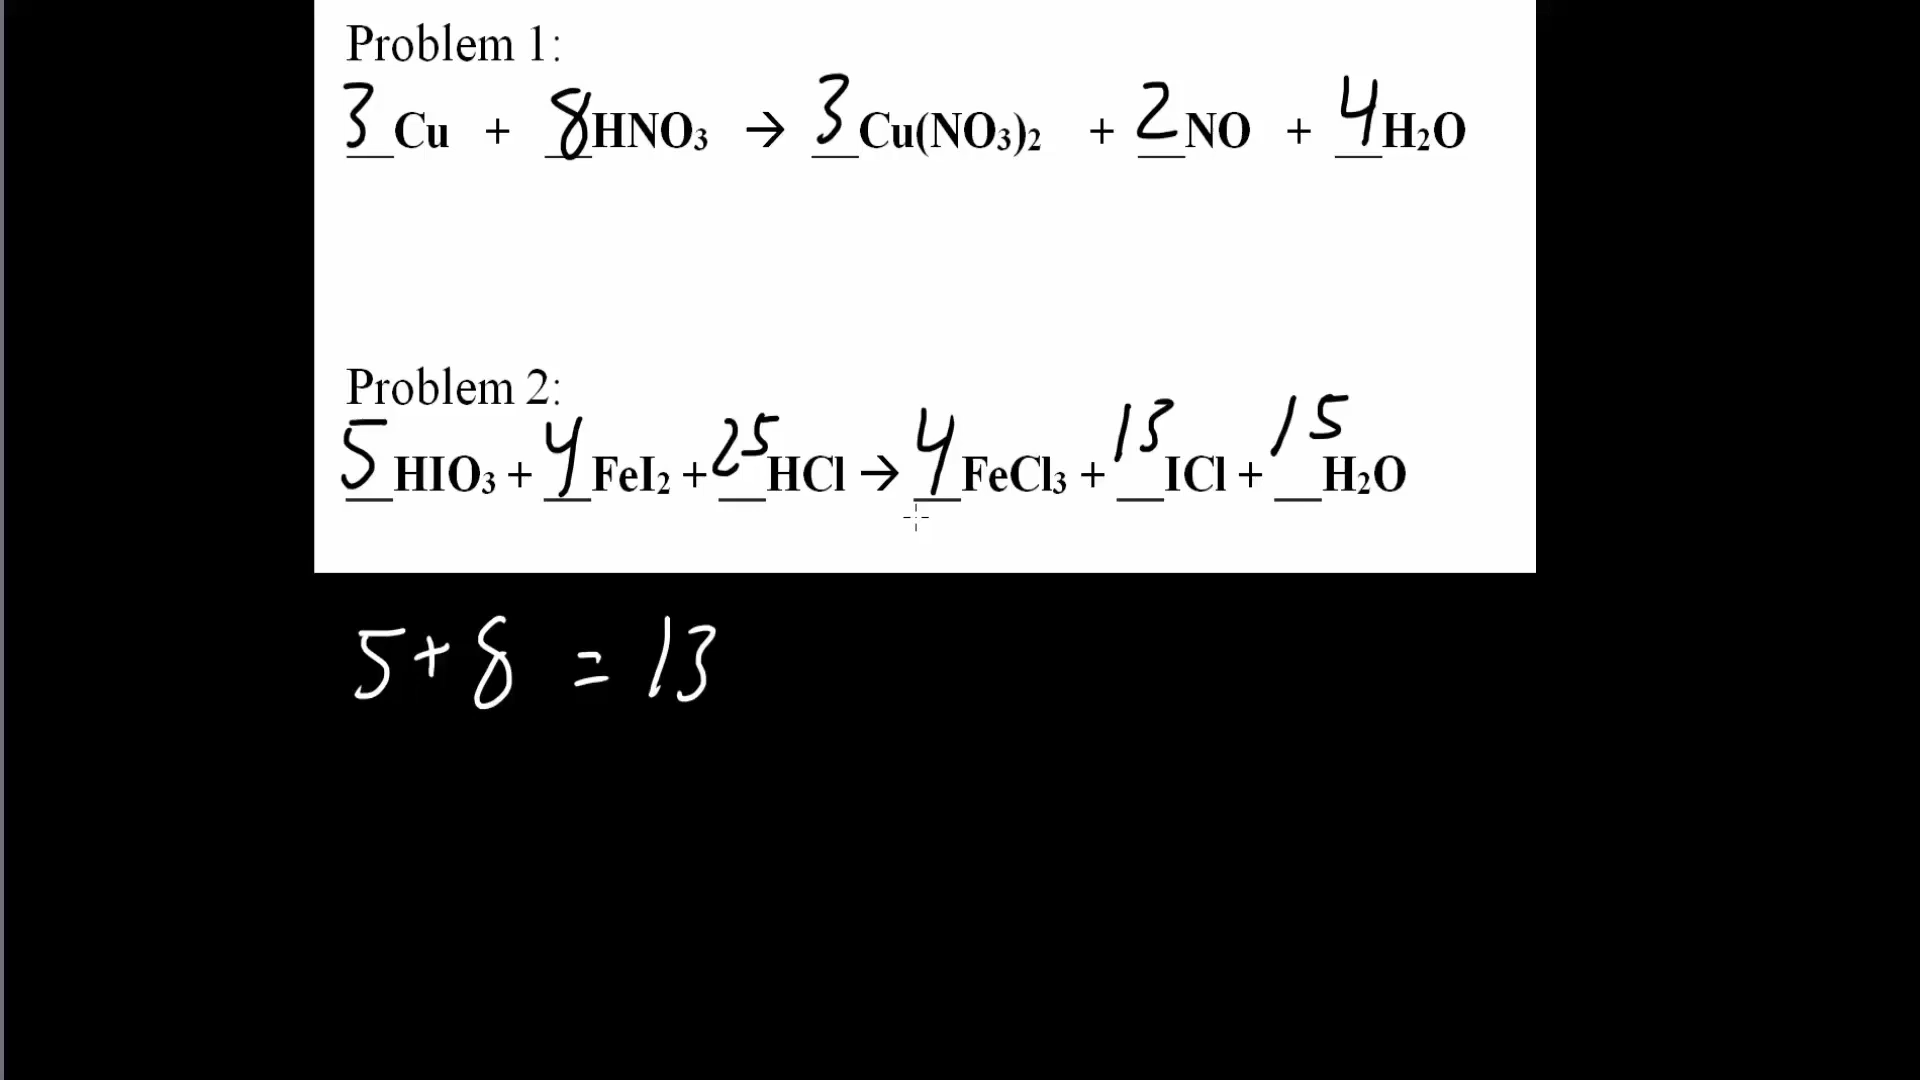 Problem 1:
3 Cu + 8 HNO₃ → 3 Cu(NO₃)₂ + 2 NO + 4 H₂O
Problem 2:
5 HIO₃ + 4 FeI₂ + 25 HCl → 4 FeCl₃ + 13 ICl + 15 H₂O
5 + 8 = 13